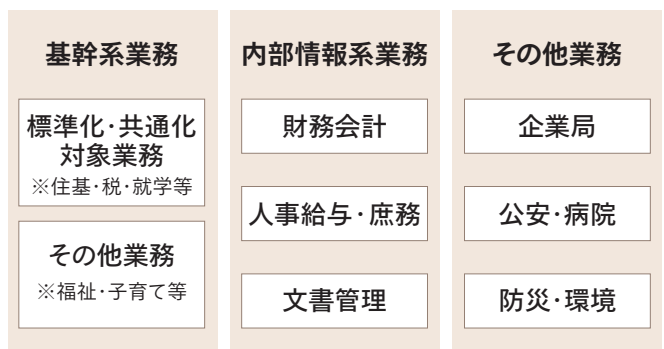 基幹系業務
標準化・共通化
対象業務
※住基・税・就学等
その他業務
※福祉・子育て等
内部情報系業務
財務会計
人事給与・庶務
文書管理
その他業務
企業局
公安・病院
防災・環境